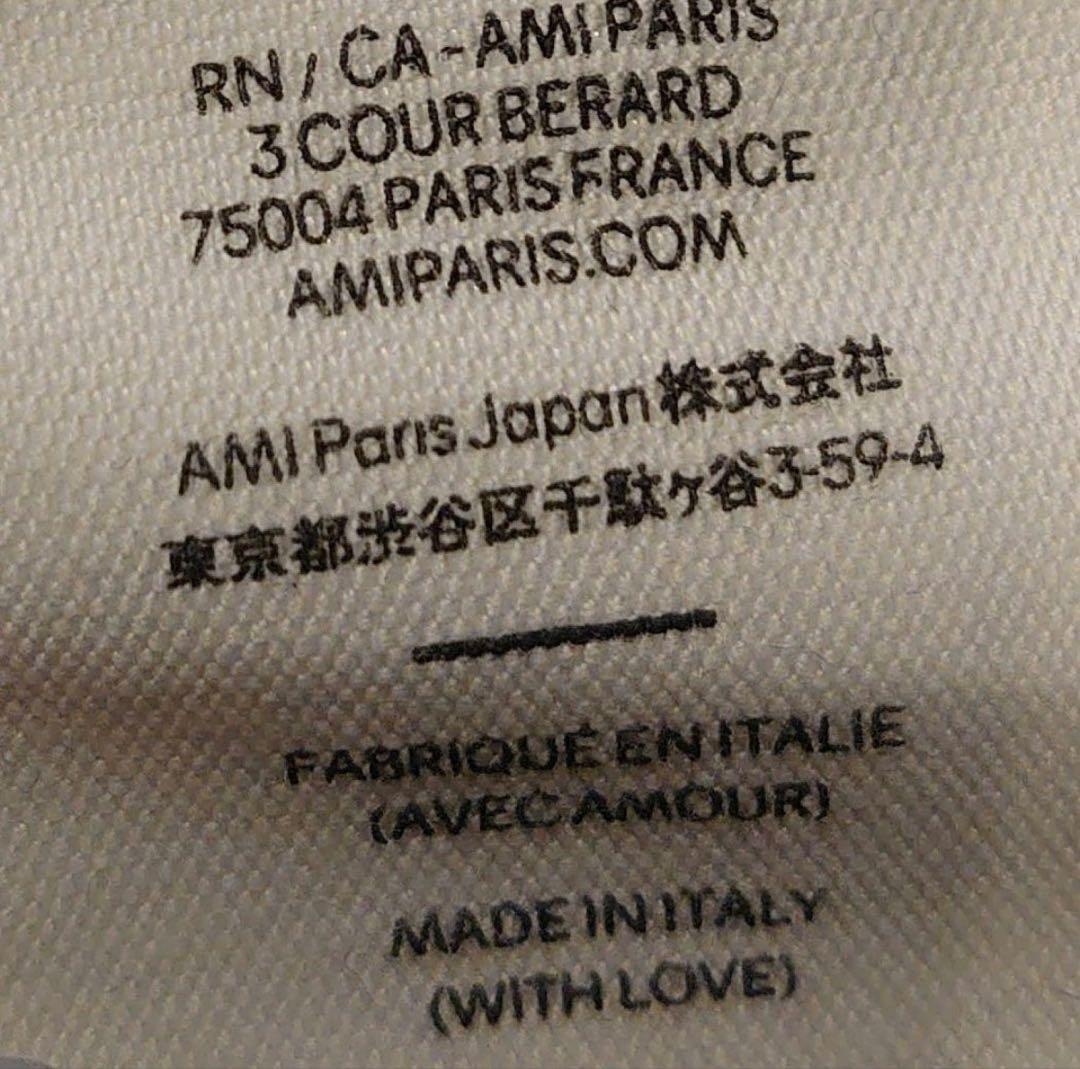 RN / CA - AMI PARIS
3 COUR BERARD
75004 PARIS FRANCE
AMIPARIS.COM
AMI Paris Japan株式会社
東京都渋谷区千駄ヶ谷3-59-4
FABRIQUÉ EN ITALIE
(AVEC AMOUR)
MADE IN ITALY
(WITH LOVE)